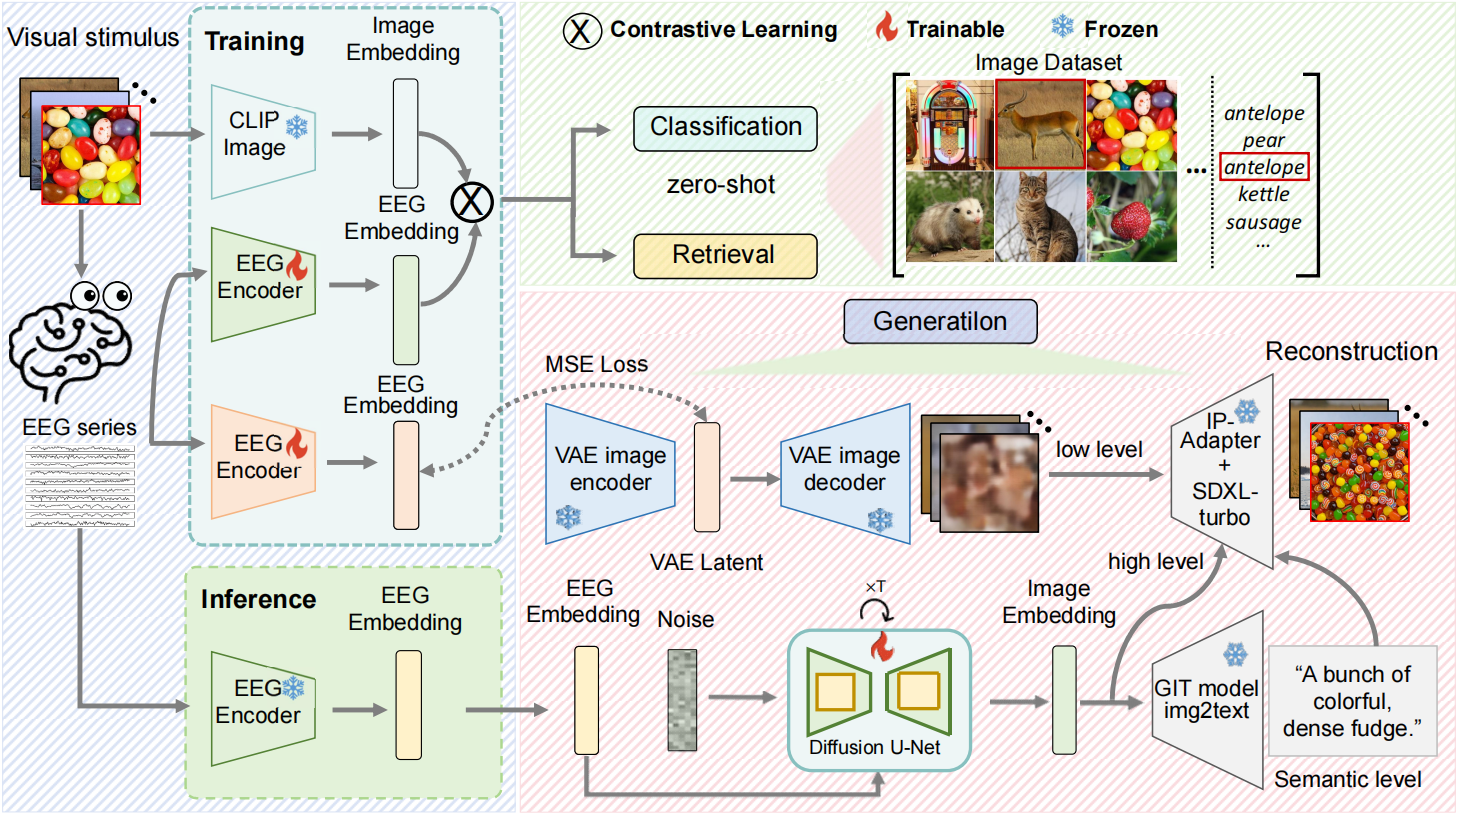 Visual stimulus
Training
Image
Embedding
CLIP
Image
EEG
Embedding
X
EEG
Encoder
EEG
Embedding
EEG
Encoder
EEG series
Inference
EEG
Embedding
EEG
Encoder
X Contrastive Learning Trainable Frozen
Classification
zero-shot
Retrieval
Image Dataset
...
antelope
pear
antelope
kettle
sausage
...
Generatilon
Reconstruction
MSE Loss
VAE image
encoder
VAE Latent
VAE image
decoder
low level
IP-
Adapter
+
SDXL-
turbo
high level
EEG
Embedding
Noise
×T
Diffusion U-Net
Image
Embedding
GIT model
img2text
“A bunch of
colorful,
dense fudge.”
Semantic level